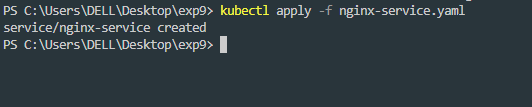 PS C:\Users\DELL\Desktop\exp9> kubectl apply -f nginx-service.yaml
service/nginx-service created
PS C:\Users\DELL\Desktop\exp9>